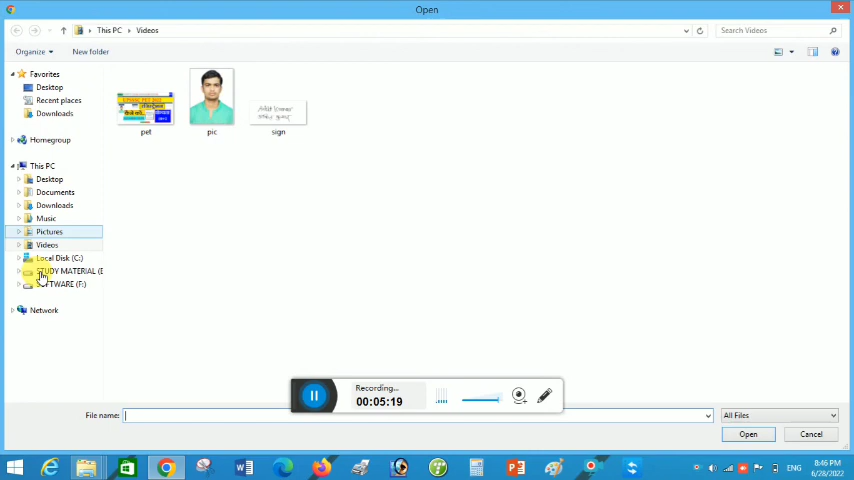 Open
This PC
Videos
Search Videos
Organize
New folder
Favorites
Desktop
Recent places
Downloads
Homegroup
This PC
Desktop
Documents
Downloads
Music
Pictures
Videos
Local Disk (C:)
STUDY MATERIAL (E
SOFTWARE (F:)
Network
pet
pic
sign
Recording...
00:05:19
File name:
All Files
Open
Cancel
ENG
8:46 PM
6/28/2022